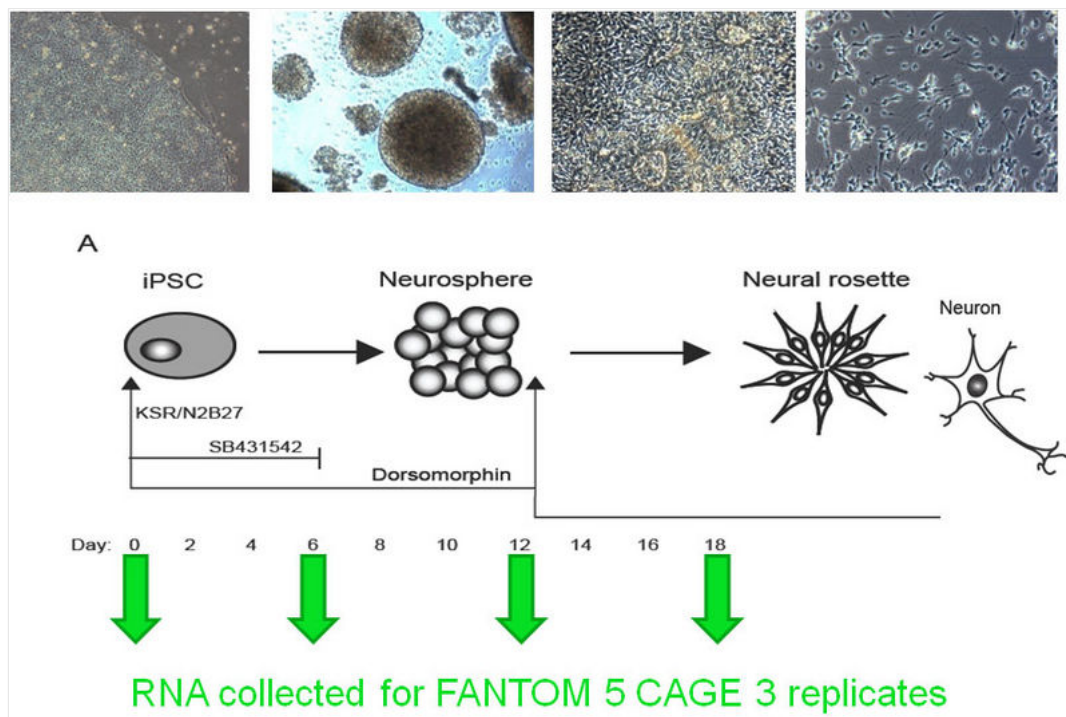 A
iPSC
Neurosphere
Neural rosette
Neuron
KSR/N2B27
SB431542
Dorsomorphin
Day: 0 2 4 6 8 10 12 14 16 18
RNA collected for FANTOM 5 CAGE 3 replicates